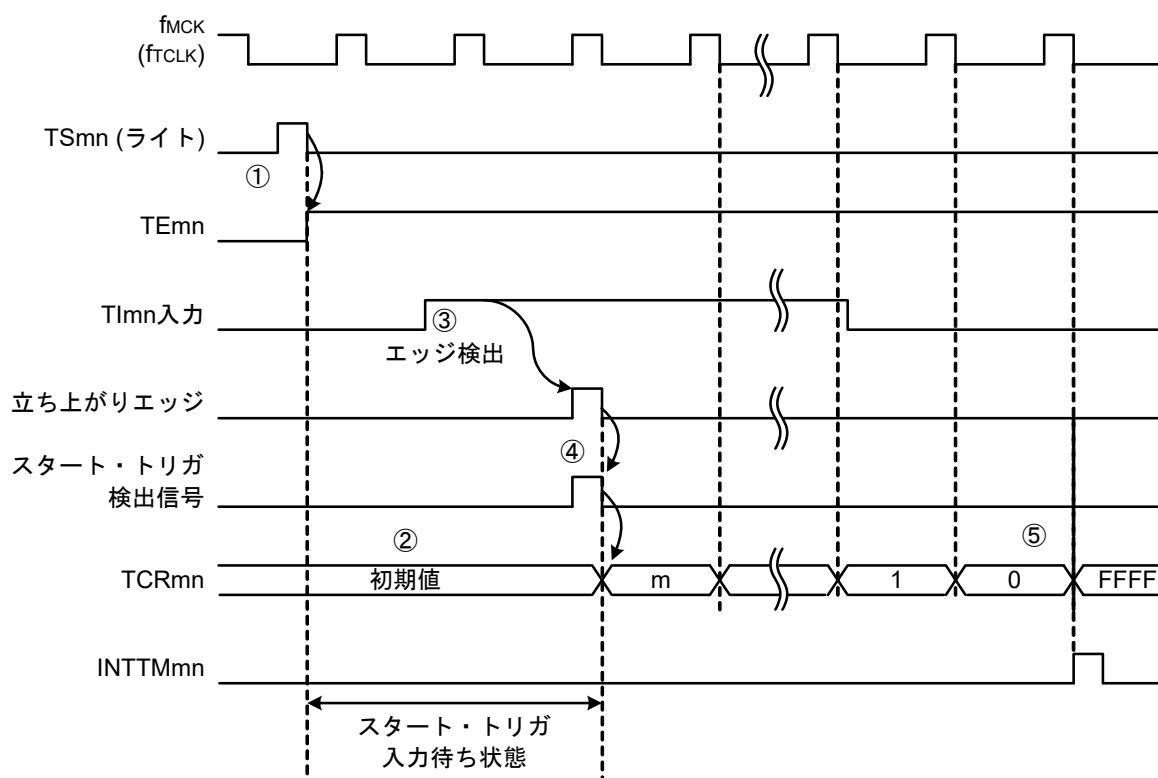 fMCK
(fTCLK)
TSmn (ライト)
①
TEmn
TImn入力
③
エッジ検出
立ち上がりエッジ
④
スタート・トリガ
検出信号
②
⑤
TCRmn
初期値
m
1
0
FFFF
INTTMmn
スタート・トリガ
入力待ち状態